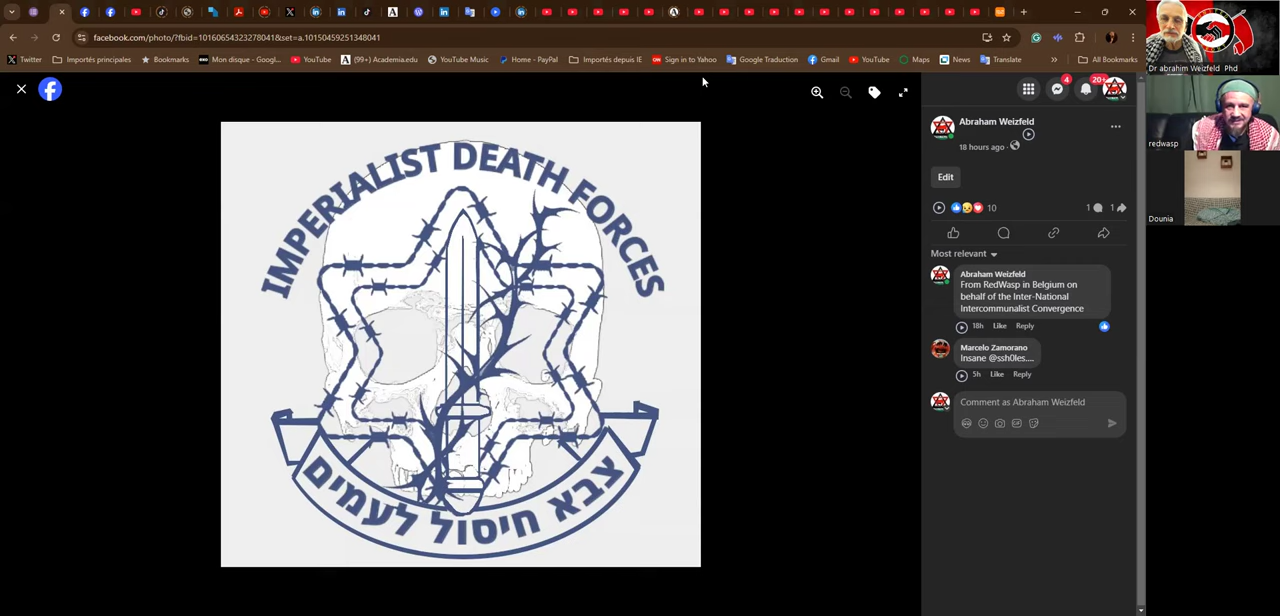 facebook.com/photo/?fbid=10160654323278041&set=a.10150459251348041
Twitter
Importés principales
Bookmarks
Mon disque - Googl...
YouTube
(99+) Academia.edu
YouTube Music
Home - PayPal
Importés depuis IE
Sign in to Yahoo
Google Traduction
Gmail
YouTube
Maps
News
Translate
All Bookmarks
Dr abrahim Weizfeld Phd
redwasp
Dounia
IMPERIALIST DEATH FORCES
צבא חיסול לעמים
4
20+
Abraham Weizfeld
18 hours ago
Edit
10
1
1
Most relevant
Abraham Weizfeld
From RedWasp in Belgium on
behalf of the Inter-National
Intercommunalist Convergence
18h Like Reply
Marcelo Zamorano
Insane @ssh0les....
5h Like Reply
Comment as Abraham Weizfeld